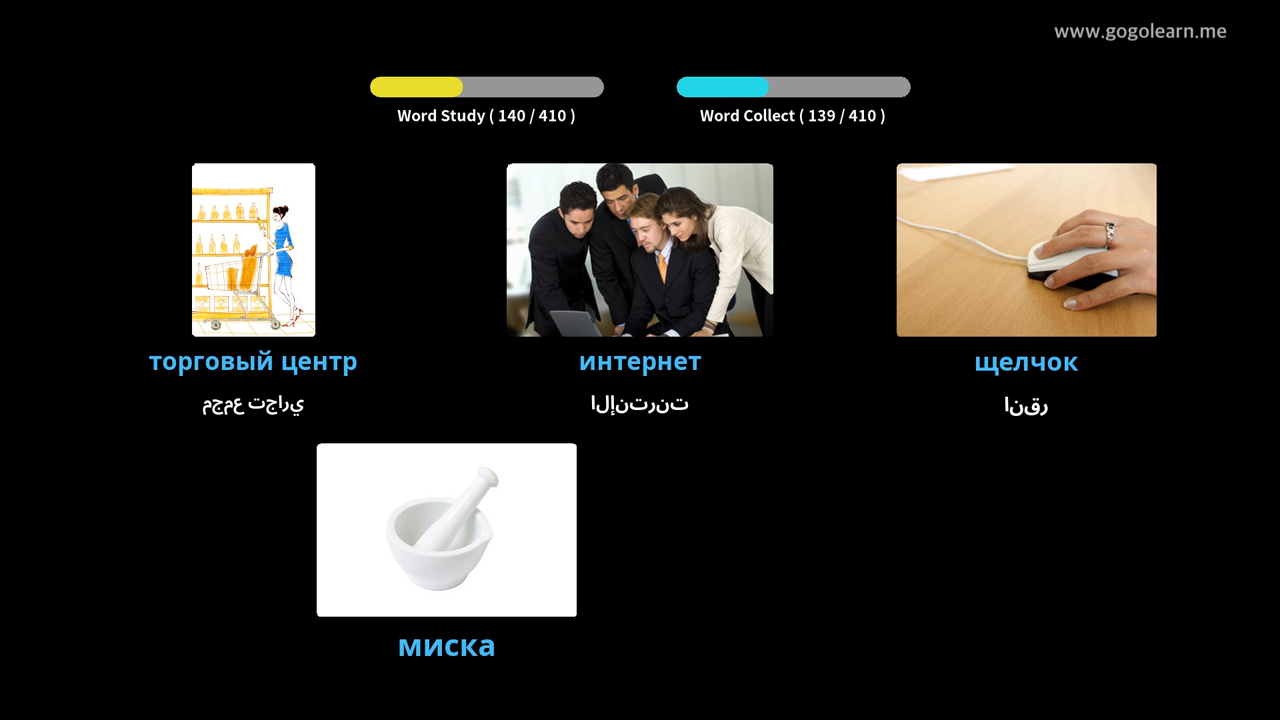 www.gogolearn.me
Word Study ( 140 / 410 )
Word Collect ( 139 / 410 )
торговый центр
интернет
щелчок
مجمع تجاري
الإنترنت
انقر
миска